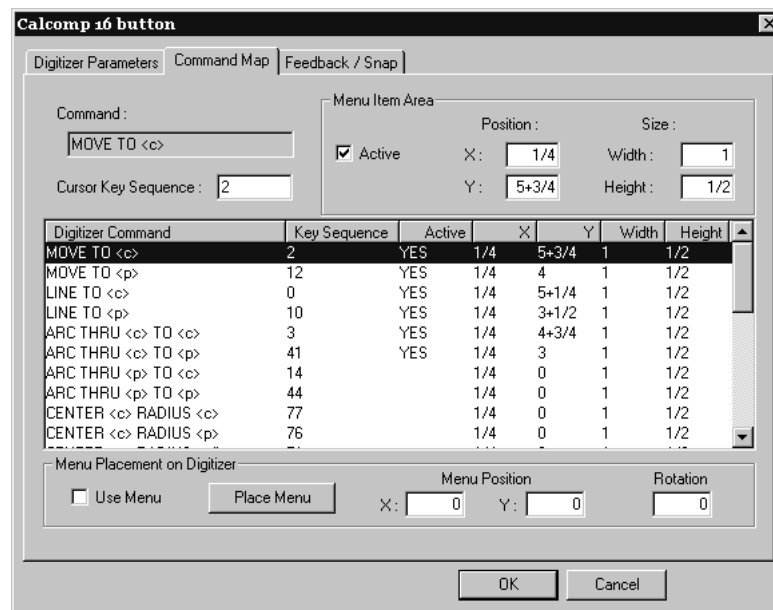 Calcomp 16 button
Digitizer Parameters Command Map Feedback / Snap
Command :
MOVE TO <c>
Cursor Key Sequence : 2
Menu Item Area
Position : Size :
Active X : 1/4 Width : 1
Y : 5+3/4 Height : 1/2
Digitizer Command Key Sequence Active X Y Width Height
MOVE TO <c> 2 YES 1/4 5+3/4 1 1/2
MOVE TO <p> 12 YES 1/4 4 1 1/2
LINE TO <c> 0 YES 1/4 5+1/4 1 1/2
LINE TO <p> 10 YES 1/4 3+1/2 1 1/2
ARC THRU <c> TO <c> 3 YES 1/4 4+3/4 1 1/2
ARC THRU <c> TO <p> 41 YES 1/4 3 1 1/2
ARC THRU <p> TO <c> 14 1/4 0 1 1/2
ARC THRU <p> TO <p> 44 1/4 0 1 1/2
CENTER <c> RADIUS <c> 77 1/4 0 1 1/2
CENTER <c> RADIUS <p> 76 1/4 0 1 1/2
Menu Placement on Digitizer
Menu Position Rotation
Use Menu Place Menu X : 0 Y : 0 0
OK Cancel